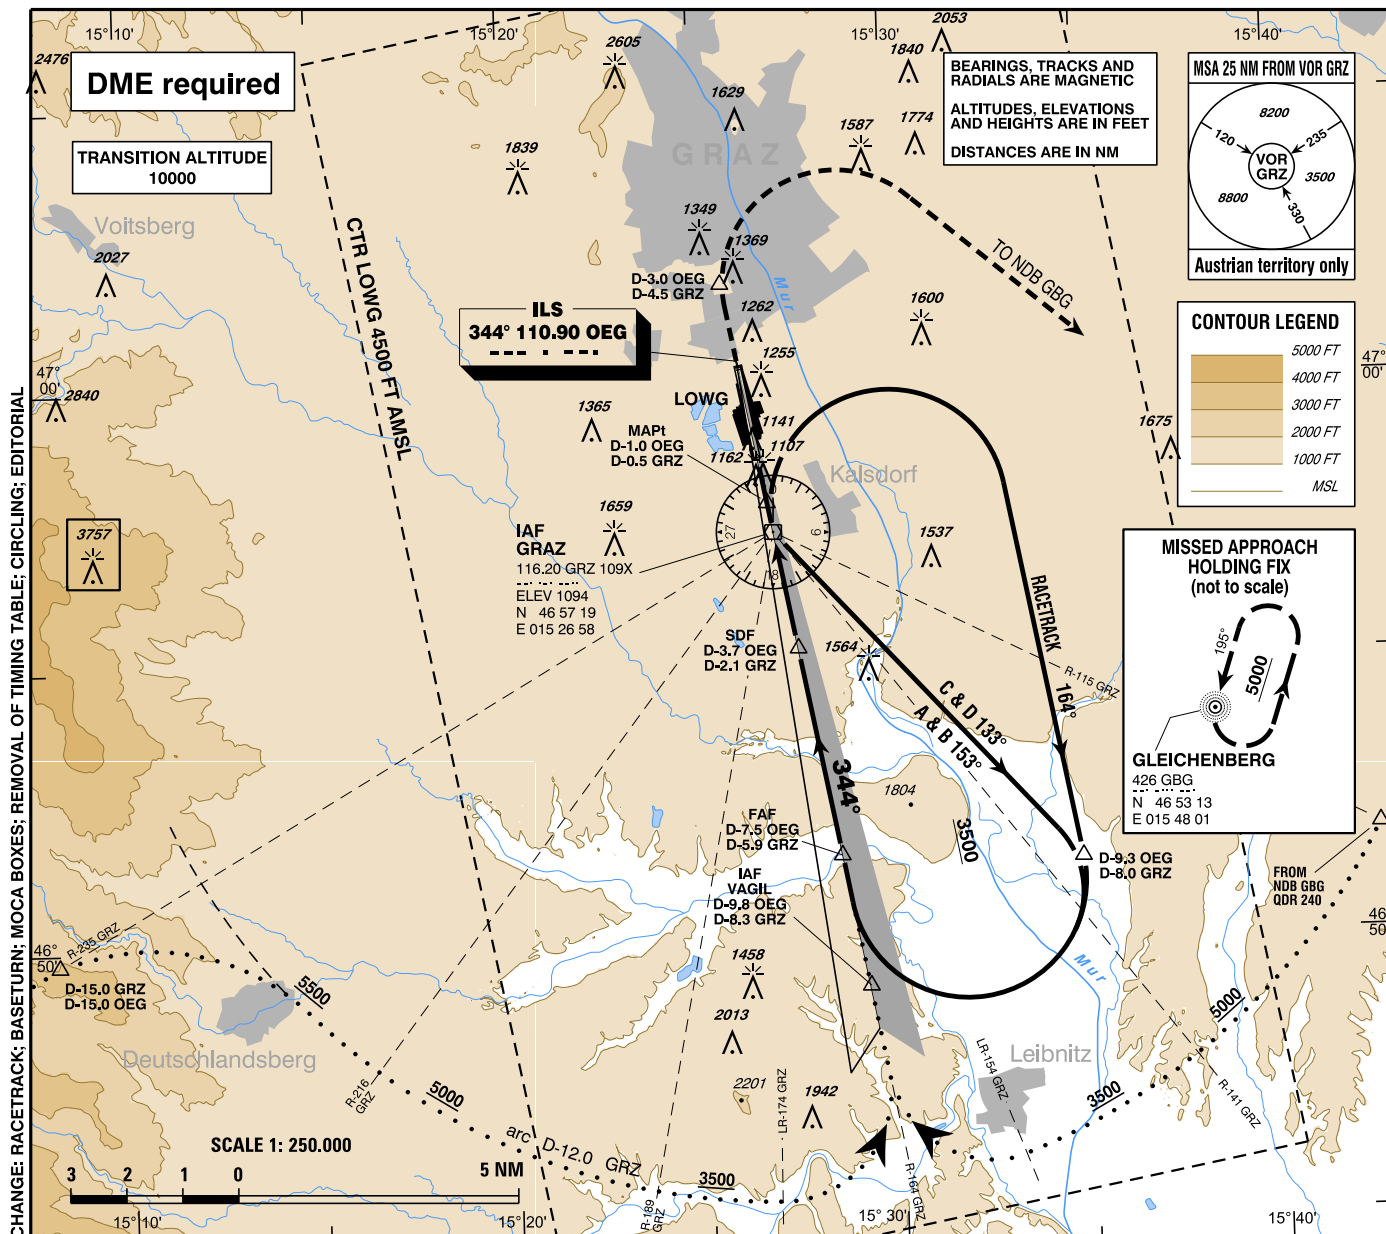 15°10'
15°20'
15°30'
15°40'
2053
2476
2605
1840
DME required
BEARINGS, TRACKS AND
RADIALS ARE MAGNETIC
ALTITUDES, ELEVATIONS
AND HEIGHTS ARE IN FEET
DISTANCES ARE IN NM
MSA 25 NM FROM VOR GRZ
8200
120
235
VOR
GRZ
3500
8800
330
Austrian territory only
1629
1587
1774
TRANSITION ALTITUDE
10000
1839
GRAZ
Voitsberg
2027
CTR LOWG 4500 FT AMSL
1349
1369
D-3.0 OEG
D-4.5 GRZ
TO NDB GBG
Mur
1262
1600
ILS
344° 110.90 OEG
CONTOUR LEGEND
5000 FT
4000 FT
3000 FT
2000 FT
1000 FT
MSL
47°
00'
47°
00'
2840
1255
LOWG
1365
1141
MAPt
D-1.0 OEG
D-0.5 GRZ
1162
1107
1675
Kalsdorf
3757
1659
IAF
GRAZ
116.20 GRZ 109X
ELEV 1094
N 46 57 19
E 015 26 58
27
9
18
1537
RACETRACK
164°
MISSED APPROACH
HOLDING FIX
(not to scale)
195°
5000
GLEICHENBERG
426 GBG
N 46 53 13
E 015 48 01
SDF
D-3.7 OEG
D-2.1 GRZ
1564
R-115 GRZ
C & D 133°
A & B 153°
344°
1804
3500
FAF
D-7.5 OEG
D-5.9 GRZ
IAF
VAGIL
D-9.8 OEG
D-8.3 GRZ
D-9.3 OEG
D-8.0 GRZ
FROM
NDB GBG
QDR 240
46°
50'
46°
50'
R-235 GRZ
D-15.0 GRZ
D-15.0 OEG
5500
1458
Mur
5000
2013
Deutschlandsberg
Leibnitz
LR-154 GRZ
R-216
GRZ
5000
2201
1942
LR-174 GRZ
3500
R-141 GRZ
SCALE 1: 250.000
arc D-12.0 GRZ
3
2
1
0
5 NM
3500
R-189
GRZ
R-164 GRZ
15°10'
15°20'
15°30'
15°40'
CHANGE: RACETRACK; BASETURN; MOCA BOXES; REMOVAL OF TIMING TABLE; CIRCLING; EDITORIAL